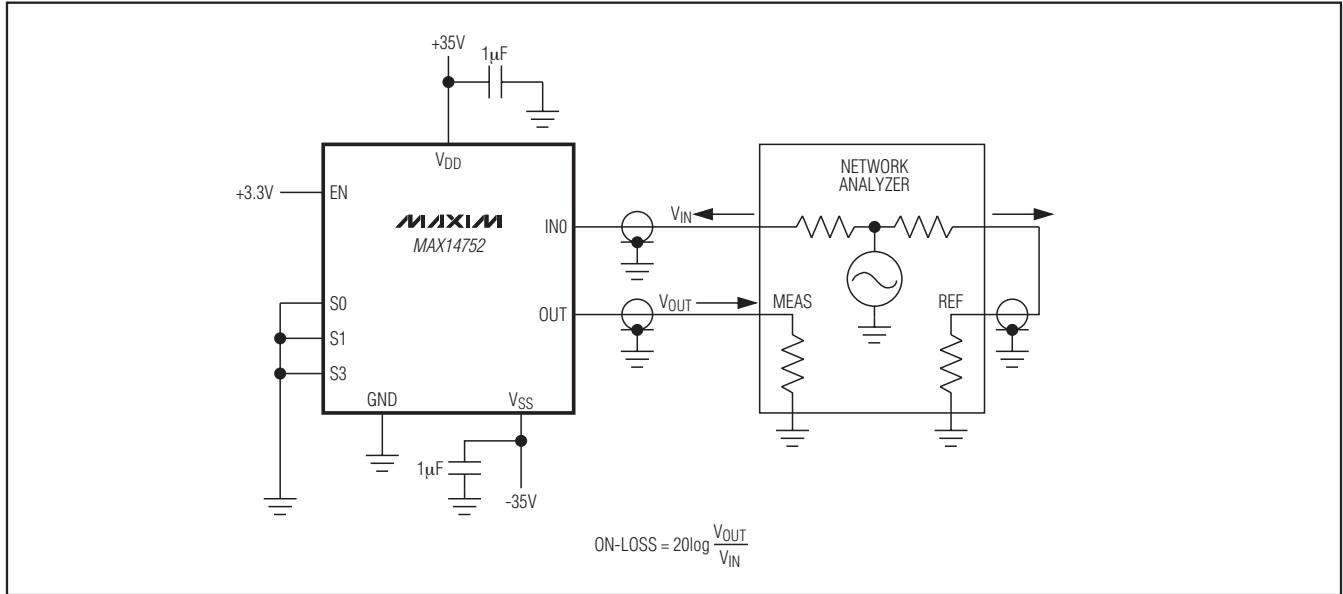 +35V
1µF
VDD
+3.3V
EN
MAXIM
MAX14752
IN0
OUT
S0
S1
S3
GND
VSS
1µF
-35V
VIN
VOUT
NETWORK
ANALYZER
MEAS
REF
ON-LOSS = 20log VOUT
VIN